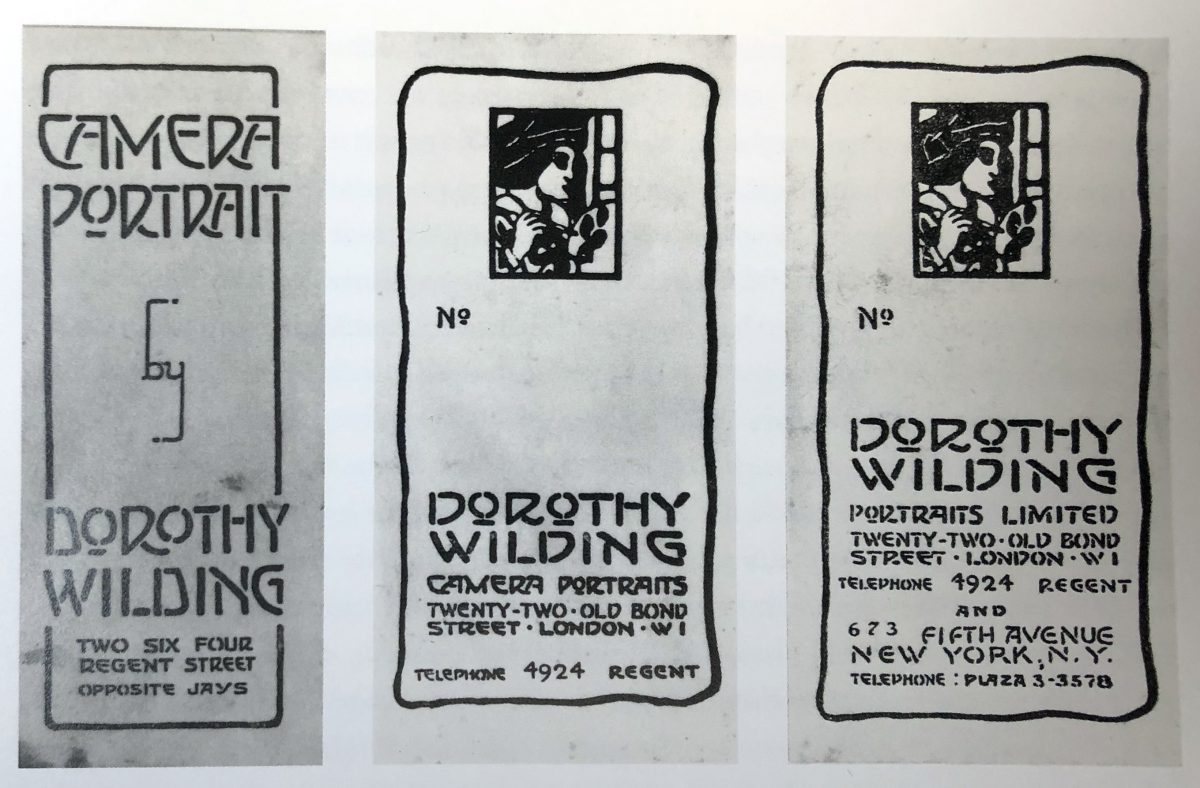 CAMERA
PORTRAIT
by
DOROTHY
WILDING
TWO SIX FOUR
REGENT STREET
OPPOSITE JAYS
Nº
DOROTHY
WILDING
CAMERA PORTRAITS
TWENTY-TWO·OLD BOND
STREET·LONDON·W1
TELEPHONE 4924 REGENT
Nº
DOROTHY
WILDING
PORTRAITS LIMITED
TWENTY-TWO·OLD BOND
STREET·LONDON·W1
TELEPHONE 4924 REGENT
AND
673 FIFTH AVENUE
NEW YORK, N.Y.
TELEPHONE: PLAZA 3-3578